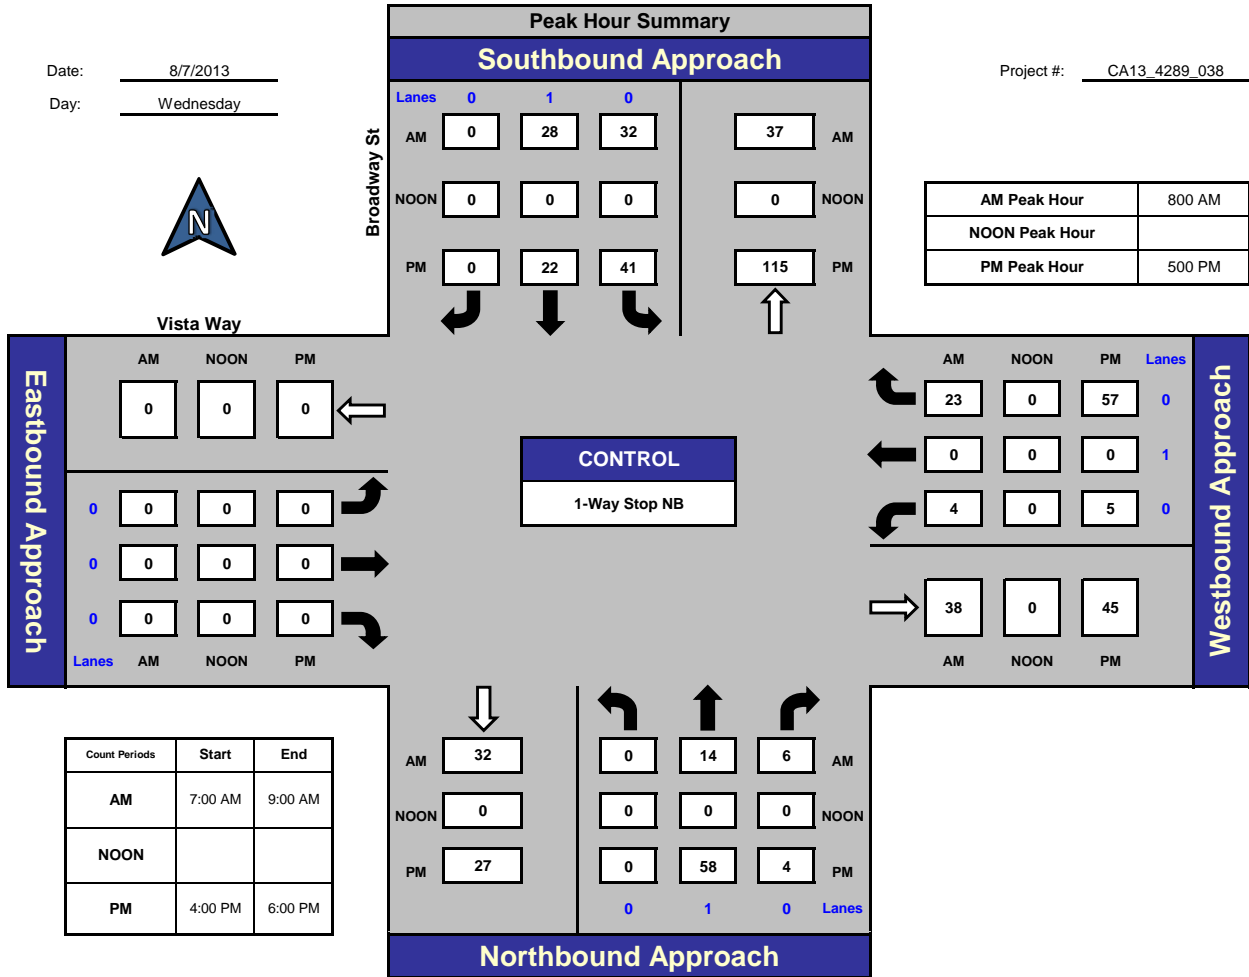 Peak Hour Summary
Southbound Approach
Date: 8/7/2013
Day: Wednesday
Project #: CA13_4289_038
Broadway St
N
Vista Way
Lanes 0 1 0
AM 0 28 32 37 AM
NOON 0 0 0 0 NOON
PM 0 22 41 115 PM
AM Peak Hour 800 AM
NOON Peak Hour
PM Peak Hour 500 PM
Eastbound Approach
AM NOON PM
0 0 0
0 0 0 0
0 0 0 0
0 0 0 0
Lanes AM NOON PM
CONTROL
1-Way Stop NB
AM NOON PM Lanes
23 0 57 0
0 0 0 1
4 0 5 0
38 0 45
AM NOON PM
Westbound Approach
Count Periods Start End
AM 7:00 AM 9:00 AM
NOON
PM 4:00 PM 6:00 PM
AM 32 0 14 6 AM
NOON 0 0 0 0 NOON
PM 27 0 58 4 PM
0 1 0 Lanes
Northbound Approach